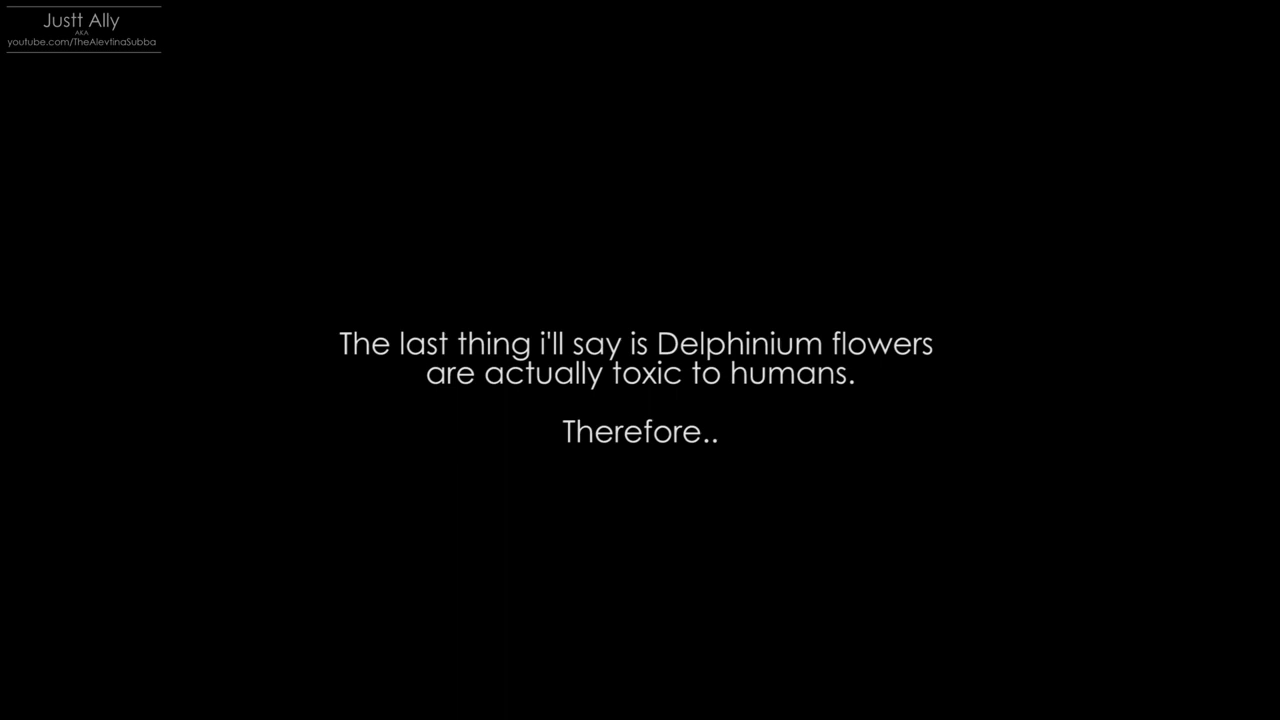 Justt Ally
AKA
youtube.com/TheAlevtinaSubba
The last thing i'll say is Delphinium flowers
are actually toxic to humans.
Therefore..